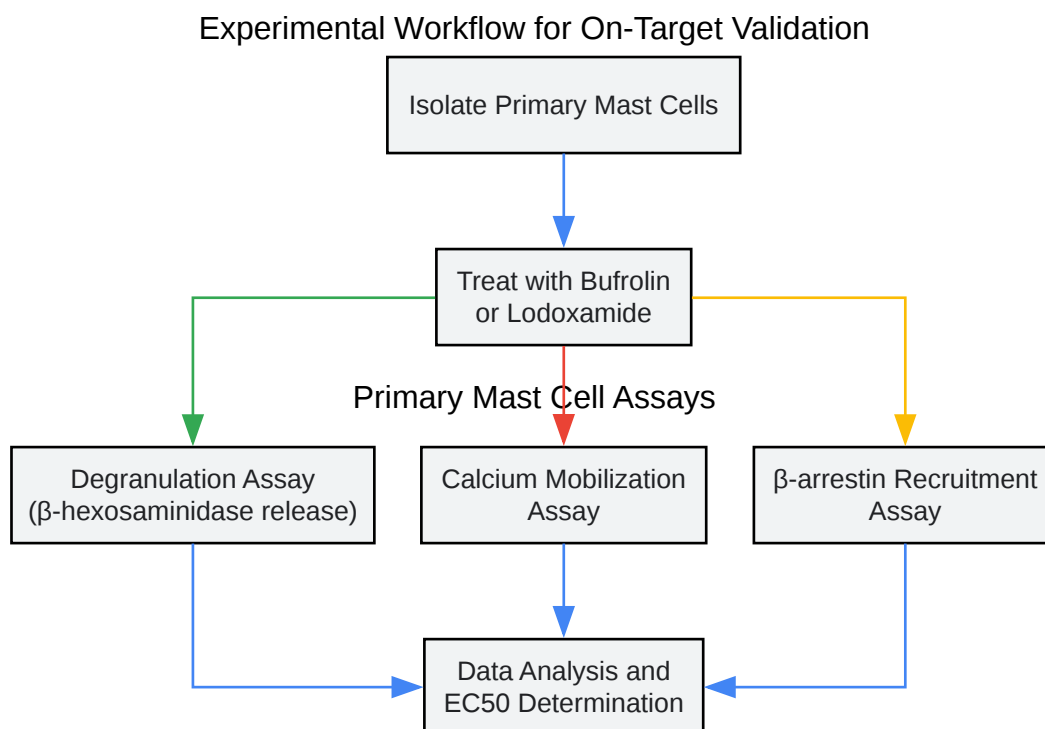 Experimental Workflow for On-Target Validation
Isolate Primary Mast Cells
Treat with Bufrolin
or Lodoxamide
Primary Mast Cell Assays
Degranulation Assay
(β-hexosaminidase release)
Calcium Mobilization
Assay
β-arrestin Recruitment
Assay
Data Analysis and
EC50 Determination